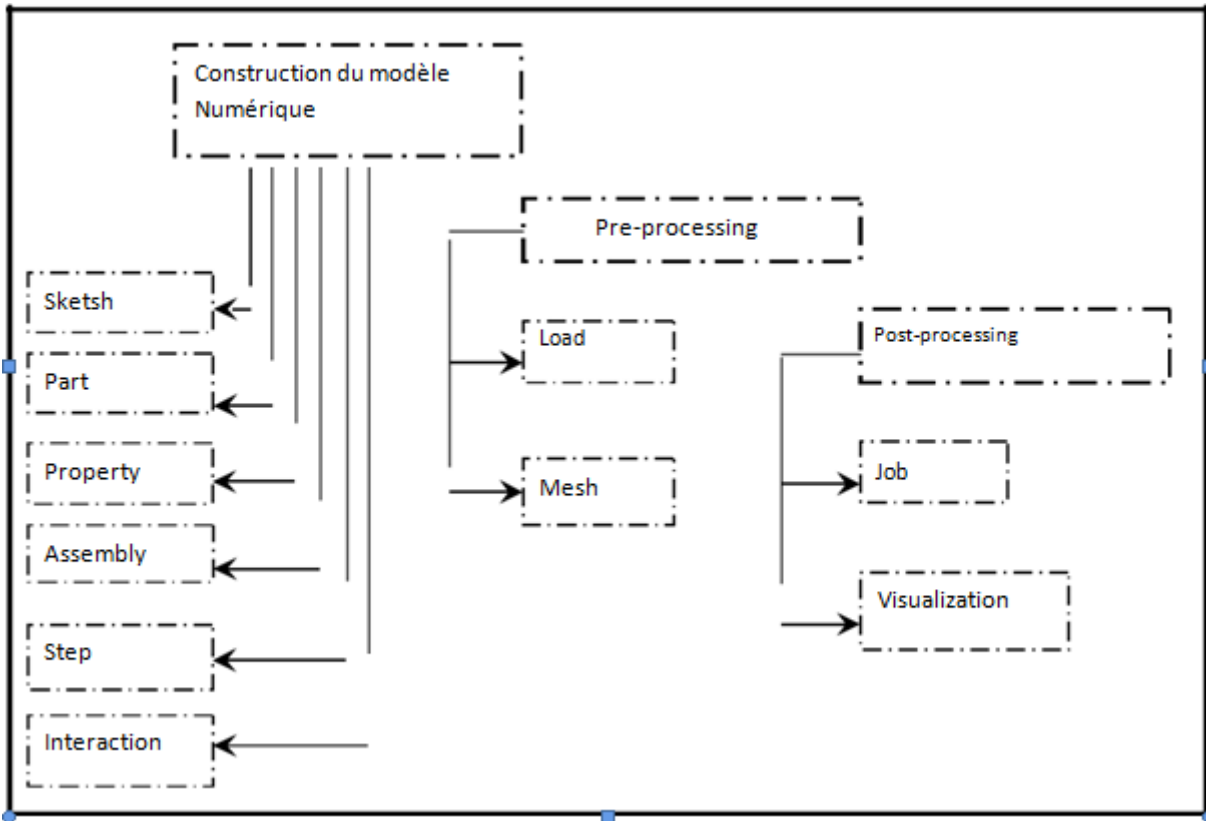 Construction du modèle
Numérique
Sketsh
Part
Property
Assembly
Step
Interaction
Pre-processing
Load
Mesh
Post-processing
Job
Visualization